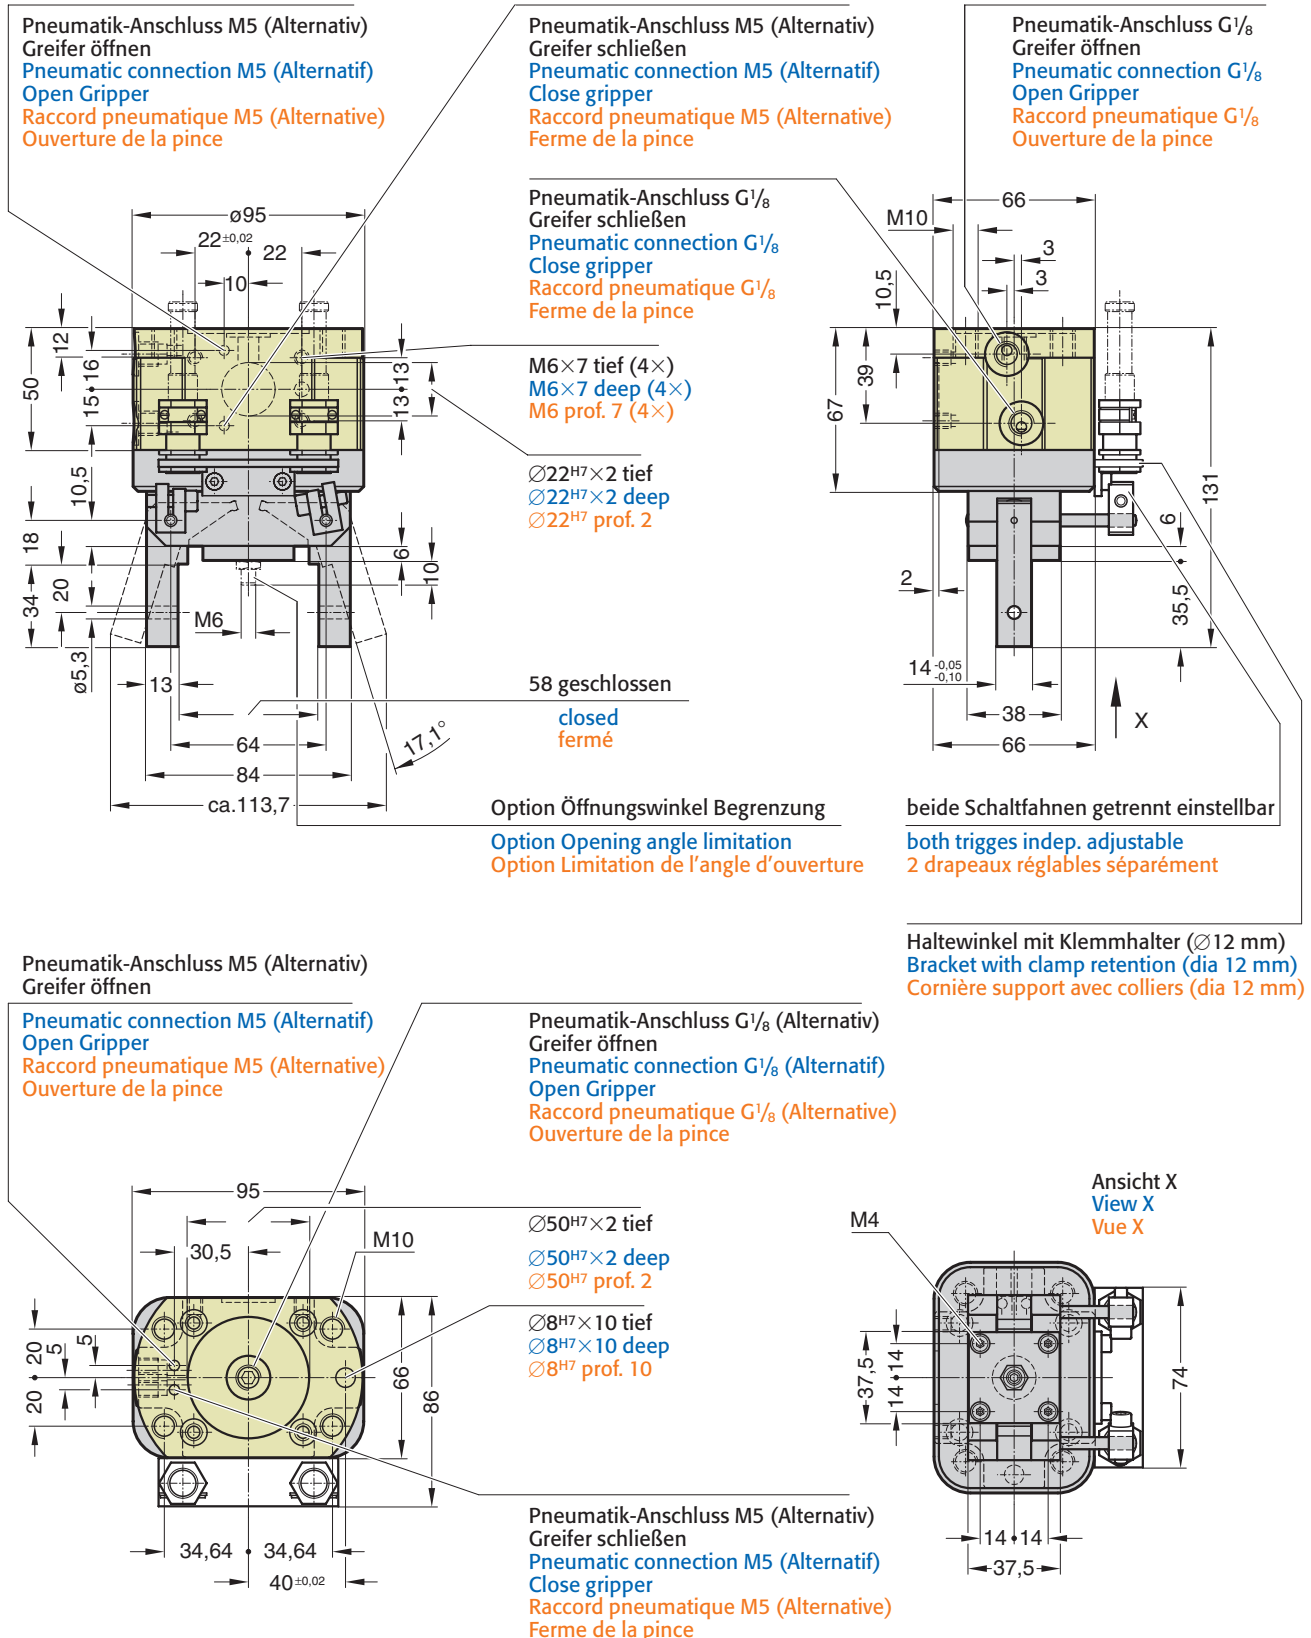 Pneumatik-Anschluss M5 (Alternativ)
Greifer öffnen
Pneumatic connection M5 (Alternatif)
Open Gripper
Raccord pneumatique M5 (Alternative)
Ouverture de la pince
Pneumatik-Anschluss M5 (Alternativ)
Greifer schließen
Pneumatic connection M5 (Alternatif)
Close gripper
Raccord pneumatique M5 (Alternative)
Ferme de la pince
Pneumatik-Anschluss G1/8
Greifer öffnen
Pneumatic connection G1/8
Open Gripper
Raccord pneumatique G1/8
Ouverture de la pince
Pneumatik-Anschluss G1/8
Greifer schließen
Pneumatic connection G1/8
Close gripper
Raccord pneumatique G1/8
Ferme de la pince
ø95
22±0,02
22
10
12
16
50
15
13
13
10,5
18
20
34
ø5,3
6
10
M6
13
64
84
ca.113,7
17,1°
M6×7 tief (4×)
M6×7 deep (4×)
M6 prof. 7 (4×)
∅22H7×2 tief
∅22H7×2 deep
∅22H7 prof. 2
58 geschlossen
closed
fermé
66
M10
3
3
10,5
39
67
131
6
2
35,5
14 -0,05
-0,10
38
X
66
Option Öffnungswinkel Begrenzung
Option Opening angle limitation
Option Limitation de l'angle d'ouverture
beide Schaltfahnen getrennt einstellbar
both trigges indep. adjustable
2 drapeaux réglables séparément
Haltewinkel mit Klemmhalter (∅12 mm)
Bracket with clamp retention (dia 12 mm)
Cornière support avec colliers (dia 12 mm)
Pneumatik-Anschluss M5 (Alternativ)
Greifer öffnen
Pneumatic connection M5 (Alternatif)
Open Gripper
Raccord pneumatique M5 (Alternative)
Ouverture de la pince
Pneumatik-Anschluss G1/8 (Alternativ)
Greifer öffnen
Pneumatic connection G1/8 (Alternatif)
Open Gripper
Raccord pneumatique G1/8 (Alternative)
Ouverture de la pince
95
30,5
M10
20
5
5
20
66
86
34,64
34,64
40±0,02
∅50H7×2 tief
∅50H7×2 deep
∅50H7 prof. 2
∅8H7×10 tief
∅8H7×10 deep
∅8H7 prof. 10
Ansicht X
View X
Vue X
M4
37,5
14
14
74
14
14
37,5
Pneumatik-Anschluss M5 (Alternativ)
Greifer schließen
Pneumatic connection M5 (Alternatif)
Close gripper
Raccord pneumatique M5 (Alternative)
Ferme de la pince